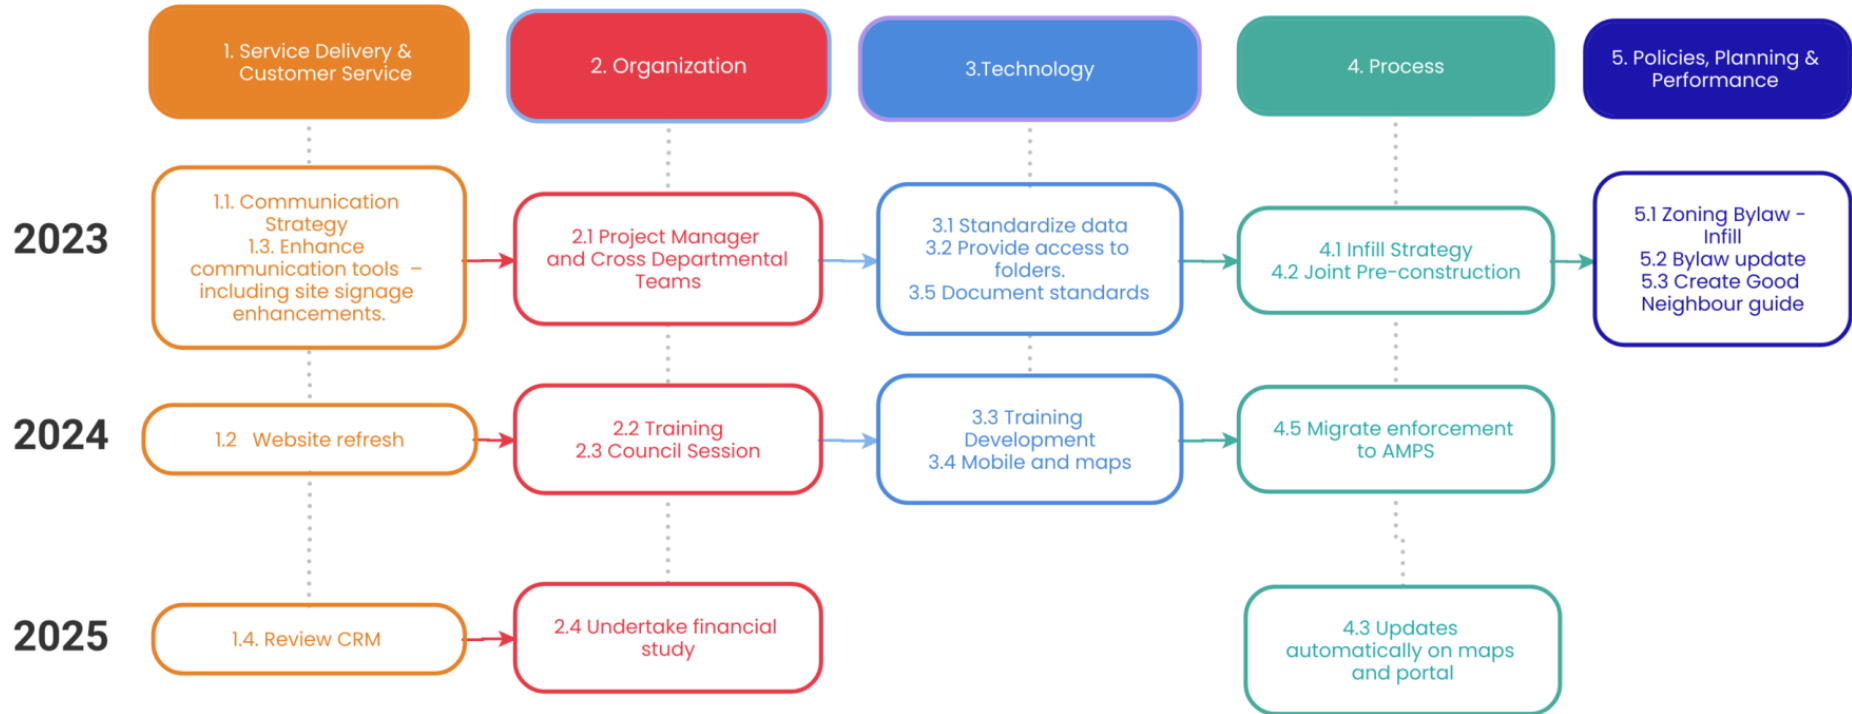 1. Service Delivery &
Customer Service
2. Organization
3.Technology
4. Process
5. Policies, Planning &
Performance
2023
1.1. Communication
Strategy
1.3. Enhance
communication tools –
including site signage
enhancements.
2.1 Project Manager
and Cross Departmental
Teams
3.1 Standardize data
3.2 Provide access to
folders.
3.5 Document standards
4.1 Infill Strategy
4.2 Joint Pre-construction
5.1 Zoning Bylaw -
Infill
5.2 Bylaw update
5.3 Create Good
Neighbour guide
2024
1.2 Website refresh
2.2 Training
2.3 Council Session
3.3 Training
Development
3.4 Mobile and maps
4.5 Migrate enforcement
to AMPS
2025
1.4. Review CRM
2.4 Undertake financial
study
4.3 Updates
automatically on maps
and portal